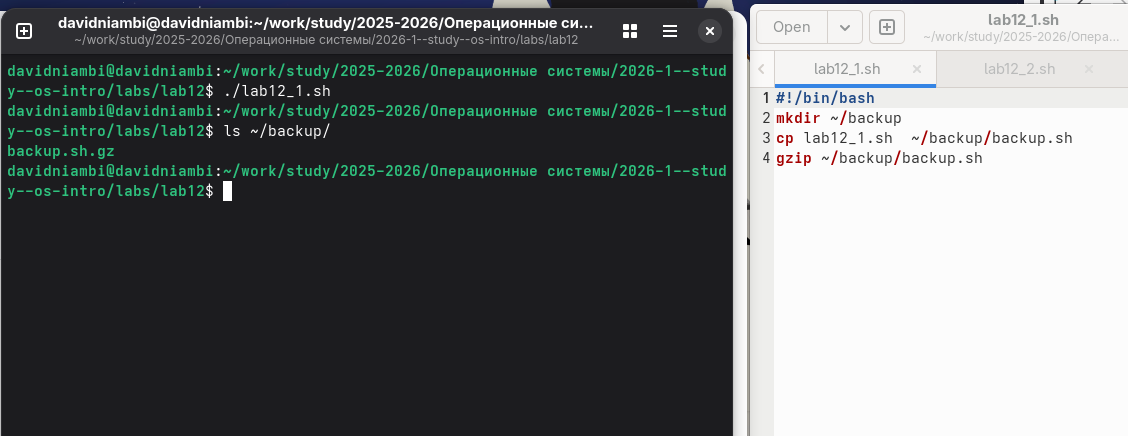 davidniambi@davidniambi:~/work/study/2025-2026/Операционные си...
~/work/study/2025-2026/Операционные системы/2026-1--study--os-intro/labs/lab12
davidniambi@davidniambi:~/work/study/2025-2026/Операционные системы/2026-1--stud
y--os-intro/labs/lab12$ ./lab12_1.sh
davidniambi@davidniambi:~/work/study/2025-2026/Операционные системы/2026-1--stud
y--os-intro/labs/lab12$ ls ~/backup/
backup.sh.gz
davidniambi@davidniambi:~/work/study/2025-2026/Операционные системы/2026-1--stud
y--os-intro/labs/lab12$
Open
lab12_1.sh
~/work/study/2025-2026/Опера...
lab12_1.sh
lab12_2.sh
1 #!/bin/bash
2 mkdir ~/backup
3 cp lab12_1.sh  ~/backup/backup.sh
4 gzip ~/backup/backup.sh